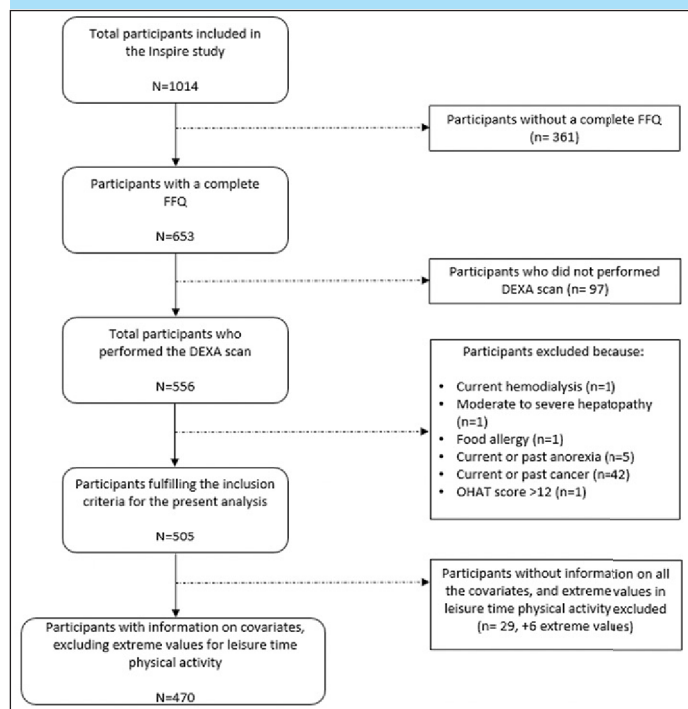 Total participants included in
the Inspire study
N=1014
Participants without a complete FFQ
(n= 361)
Participants with a complete
FFQ
N=653
Participants who did not performed
DEXA scan (n= 97)
Total participants who
performed the DEXA scan
N=556
Participants excluded because:
• Current hemodialysis (n=1)
• Moderate to severe hepatopathy
(n=1)
• Food allergy (n=1)
• Current or past anorexia (n=5)
• Current or past cancer (n=42)
• OHAT score >12 (n=1)
Participants fulfilling the inclusion
criteria for the present analysis
N=505
Participants without information on all
the covariates, and extreme values in
leisure time physical activity excluded
(n= 29, +6 extreme values)
Participants with information on covariates,
excluding extreme values for leisure time
physical activity
N=470